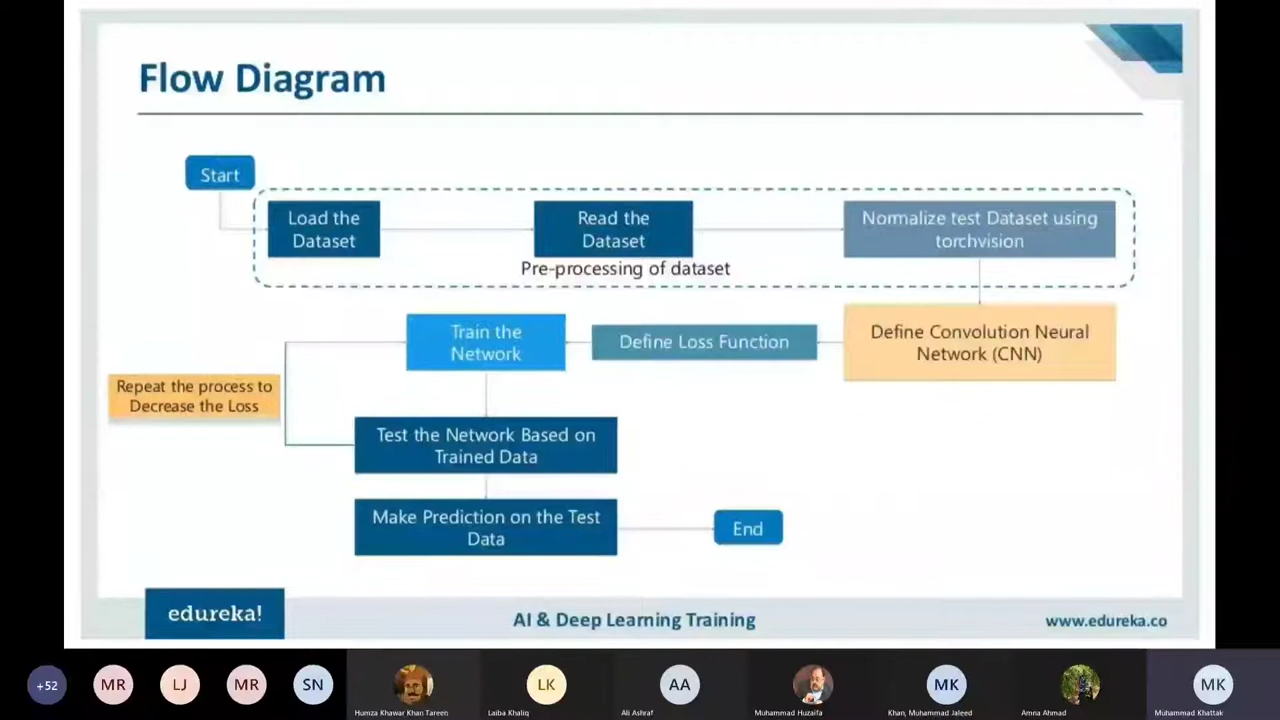 Flow Diagram
Start
Load the
Dataset
Read the
Dataset
Normalize test Dataset using
torchvision
Pre-processing of dataset
Train the
Network
Define Loss Function
Define Convolution Neural
Network (CNN)
Repeat the process to
Decrease the Loss
Test the Network Based on
Trained Data
Make Prediction on the Test
Data
End
edureka!
AI & Deep Learning Training
www.edureka.co
+52
MR
LJ
MR
SN
LK
AA
MK
MK
Humza Khawar Khan Tareen
Laiba Khaliq
Ali Ashraf
Muhammad Huzaifa
Khan, Muhammad Jaleed
Amna Ahmad
Muhammad Khattak